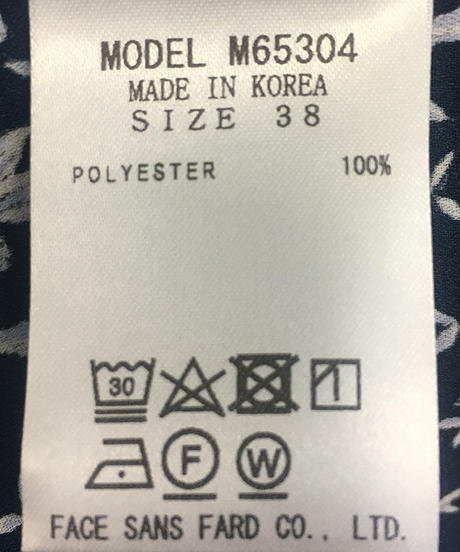 MODEL M65304
MADE IN KOREA
SIZE 38
POLYESTER 100%
30
F W
FACE SANS FARD CO., LTD.